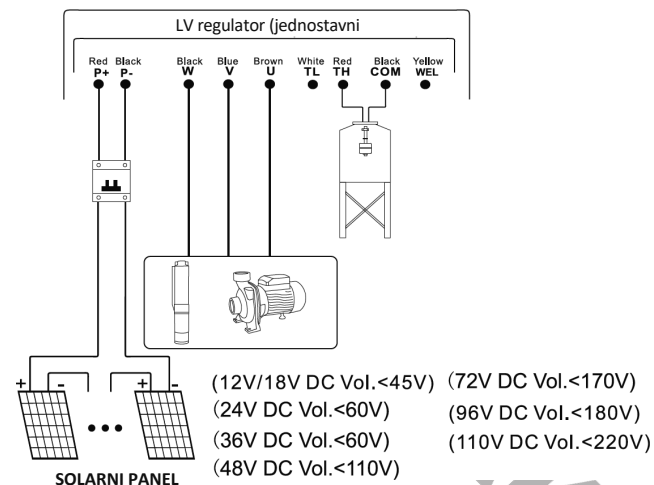 LV regulator (jednostavni
Red Black Black Blue Brown White Red Black Yellow
P+ P- W V U TL TH COM WEL
+ - + -
(12V/18V DC Vol.<45V) (72V DC Vol.<170V)
(24V DC Vol.<60V) (96V DC Vol.<180V)
(36V DC Vol.<60V) (110V DC Vol.<220V)
(48V DC Vol.<110V)
SOLARNI PANEL